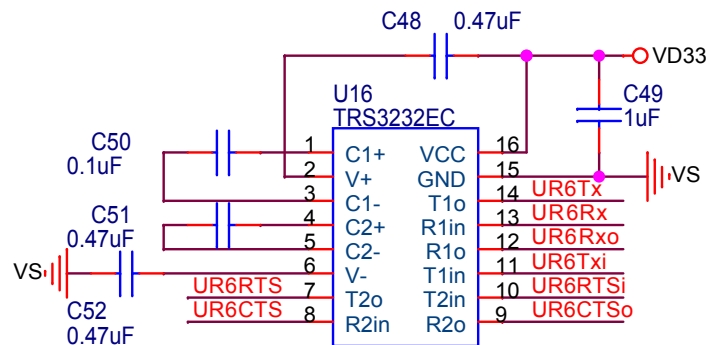 C48 0.47uF
VD33
U16
TRS3232EC
C49
1uF
C50
0.1uF
1 C1+ VCC 16
2 V+ GND 15
VS
3 C1- T1o 14 UR6Tx
C51
0.47uF
4 C2+ R1in 13 UR6Rx
5 C2- R1o 12 UR6Rxo
VS
6 V- T1in 11 UR6Txi
UR6RTS 7 T2o T2in 10 UR6RTSi
C52
0.47uF
UR6CTS 8 R2in R2o 9 UR6CTSo